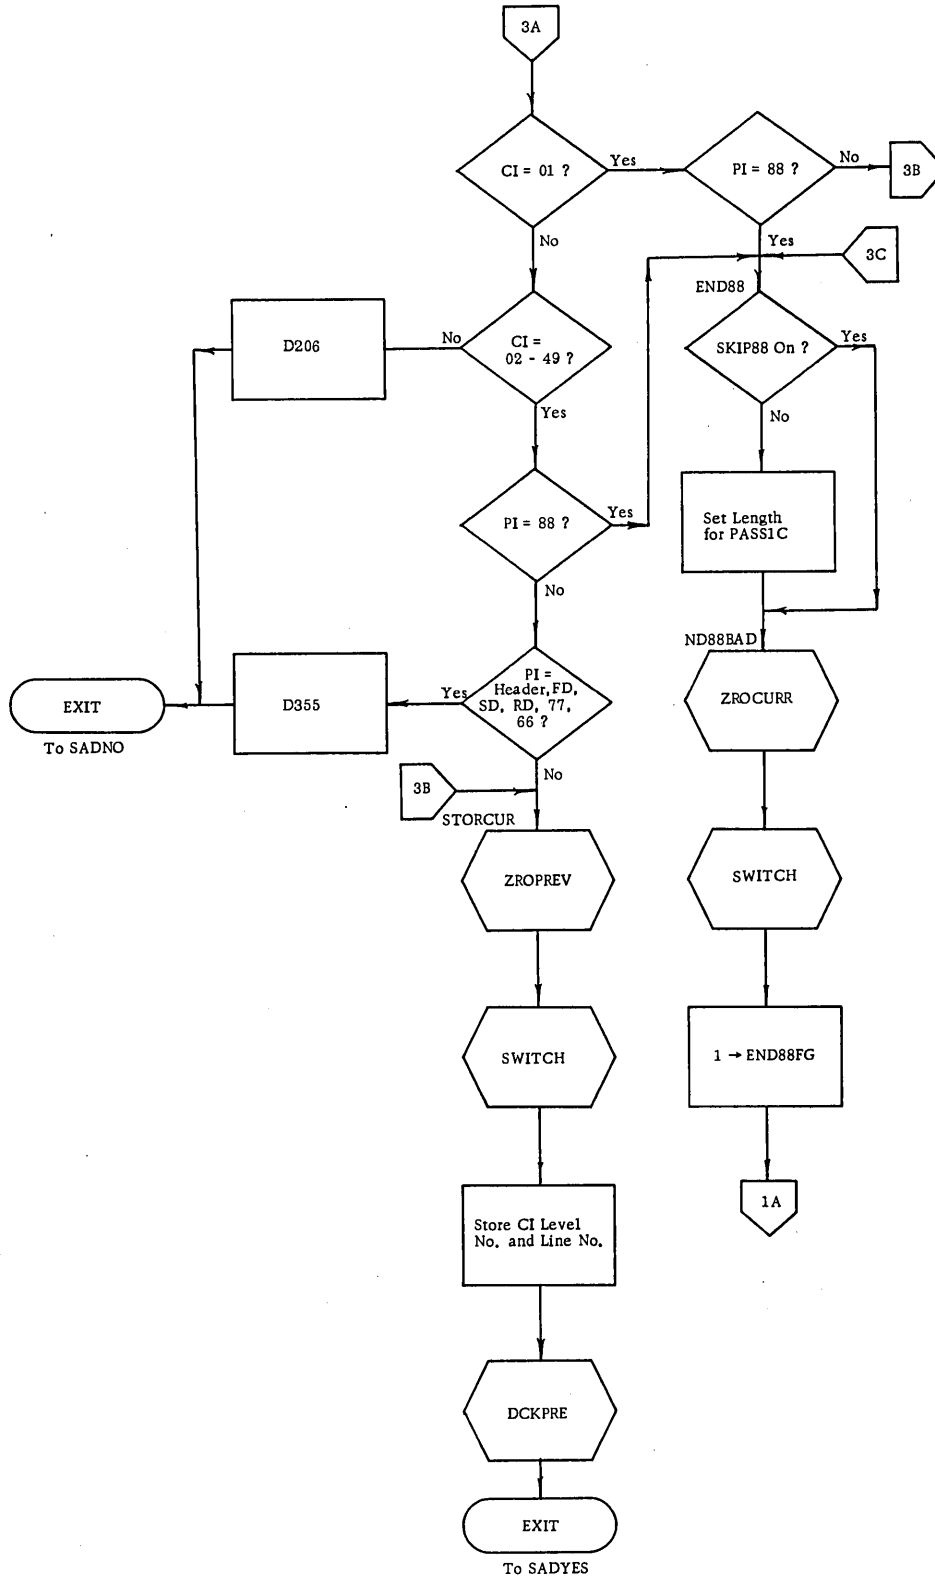 3A
CI = 01 ?
Yes
PI = 88 ?
No
3B
No
Yes
3C
END88
D206
No
CI =
02 - 49 ?
SKIP88 On ?
Yes
Yes
No
PI = 88 ?
Yes
Set Length
for PASS1C
No
ND88BAD
EXIT
To SADNO
D355
Yes
PI =
Header, FD,
SD, RD, 77,
66 ?
ZROCURR
No
3B
STORCUR
ZROPREV
SWITCH
SWITCH
1 → END88FG
Store CI Level
No. and Line No.
1A
DCKPRE
EXIT
To SADYES